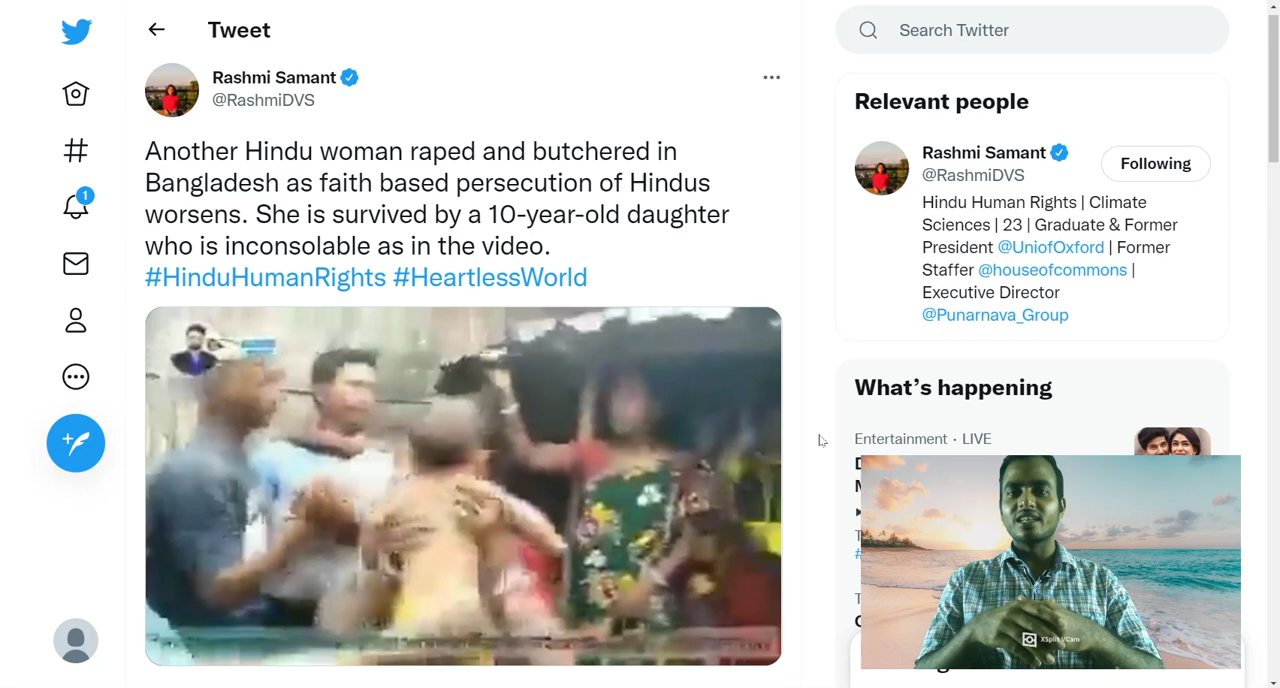 Tweet
Rashmi Samant
@RashmiDVS
Another Hindu woman raped and butchered in
Bangladesh as faith based persecution of Hindus
worsens. She is survived by a 10-year-old daughter
who is inconsolable as in the video.
#HinduHumanRights #HeartlessWorld
1
Search Twitter
Relevant people
Rashmi Samant
@RashmiDVS
Following
Hindu Human Rights | Climate
Sciences | 23 | Graduate & Former
President @UniofOxford | Former
Staffer @houseofcommons |
Executive Director
@Punarnava_Group
What's happening
Entertainment · LIVE
XSplit VCam